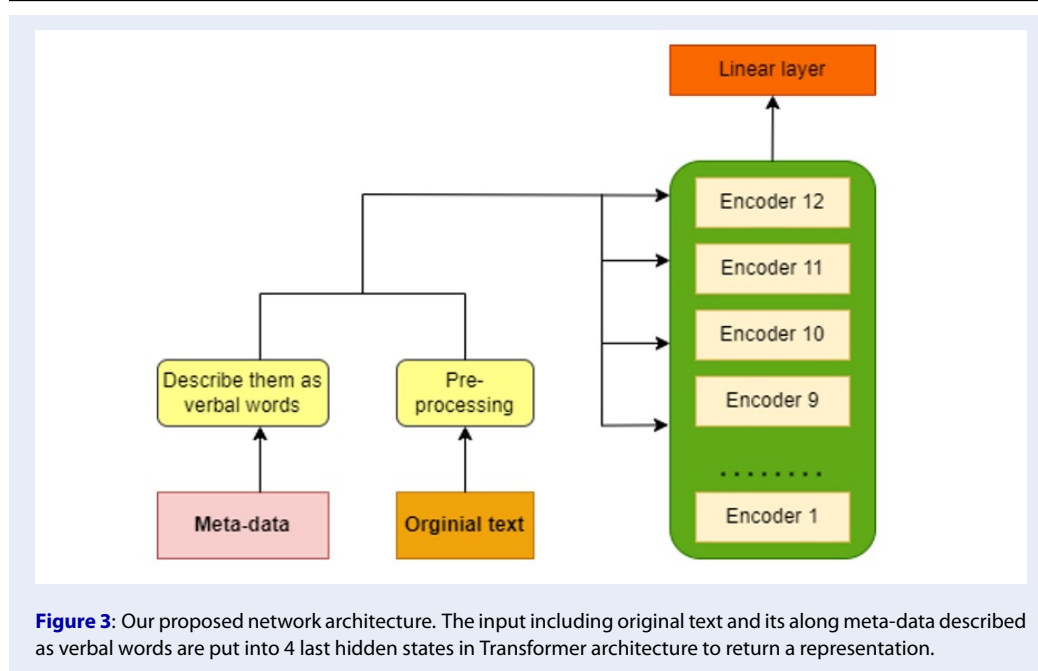 Linear layer
Encoder 12
Encoder 11
Encoder 10
Encoder 9
. . . . . . . .
Encoder 1
Describe them as
verbal words
Pre-
processing
Meta-data
Orginial text
Figure 3: Our proposed network architecture. The input including original text and its along meta-data described
as verbal words are put into 4 last hidden states in Transformer architecture to return a representation.